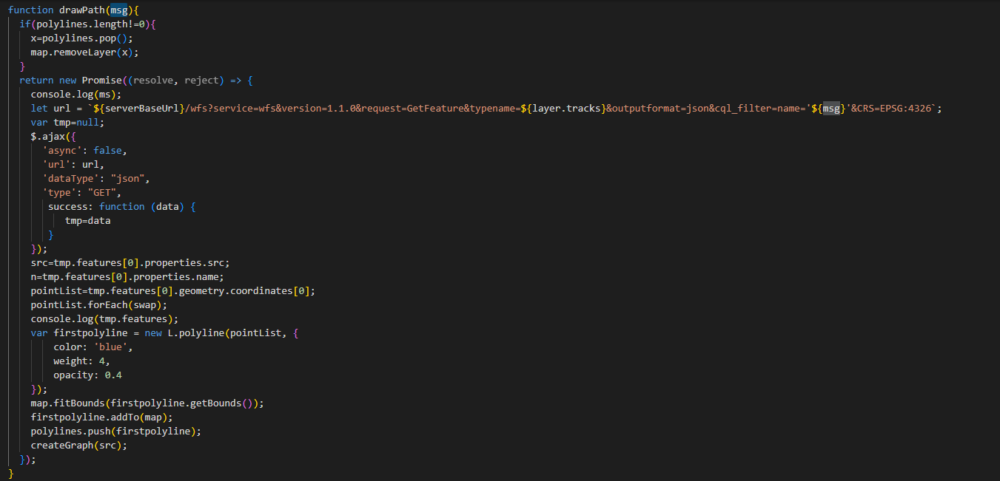 function drawPath(msg){
if(polylines.length!=0){
x=polylines.pop();
map.removeLayer(x);
}
return new Promise((resolve, reject) => {
console.log(ms);
let url = `${serverBaseUrl}/wfs?service=wfs&version=1.1.0&request=GetFeature&typename=${layer.tracks}&outputformat=json&cql_filter=name='${msg}'&CRS=EPSG:4326`;
var tmp=null;
$.ajax({
'async': false,
'url': url,
'dataType': "json",
'type': "GET",
success: function (data) {
tmp=data
}
});
src=tmp.features[0].properties.src;
n=tmp.features[0].properties.name;
pointList=tmp.features[0].geometry.coordinates[0];
pointList.forEach(swap);
console.log(tmp.features);
var firstpolyline = new L.polyline(pointList, {
color: 'blue',
weight: 4,
opacity: 0.4
});
map.fitBounds(firstpolyline.getBounds());
firstpolyline.addTo(map);
polylines.push(firstpolyline);
createGraph(src);
});
}